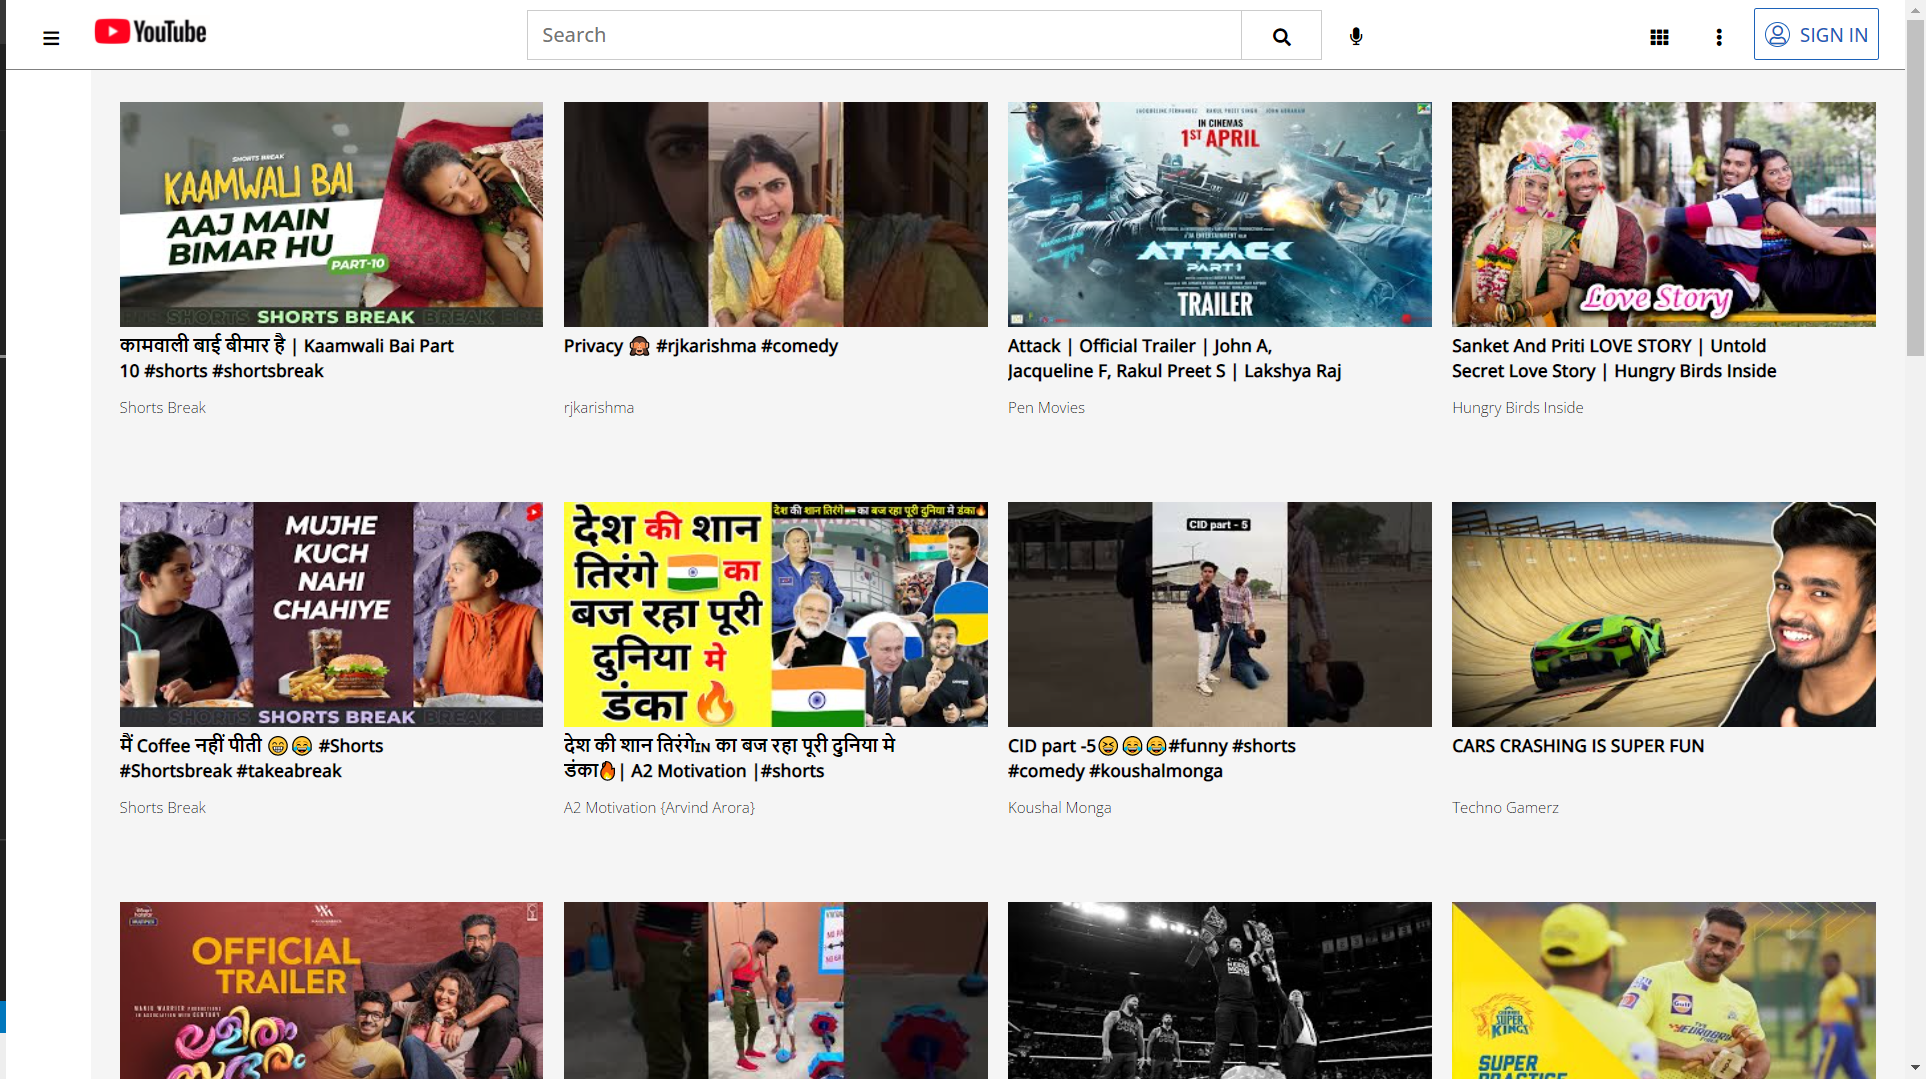 YouTube
Search
SIGN IN
SHORTS BREAK
KAAMWALI BAI
AAJ MAIN
BIMAR HU
PART-10
SHORTS BREAK
IN CINEMAS
1ST APRIL
ATTACK
PART 1
TRAILER
Love Story
कामवाली बाई बीमार है | Kaamwali Bai Part
10 #shorts #shortsbreak
Shorts Break
Privacy 🙈 #rjkarishma #comedy
rjkarishma
Attack | Official Trailer | John A,
Jacqueline F, Rakul Preet S | Lakshya Raj
Pen Movies
Sanket And Priti LOVE STORY | Untold
Secret Love Story | Hungry Birds Inside
Hungry Birds Inside
MUJHE
KUCH
NAHI
CHAHIYE
SHORTS BREAK
देश की शान तिरंगे🇮🇳का बज रहा पूरी दुनिया मे डंका🔥
देश की शान
तिरंगे 🇮🇳 का
बज रहा पूरी
दुनिया मे
डंका🔥
CID part - 5
मैं Coffee नहीं पीती 😁😂 #Shorts
#Shortsbreak #takeabreak
Shorts Break
देश की शान तिरंगेɪɴ का बज रहा पूरी दुनिया मे
डंका🔥| A2 Motivation |#shorts
A2 Motivation {Arvind Arora}
CID part -5😆😂😂#funny #shorts
#comedy #koushalmonga
Koushal Monga
CARS CRASHING IS SUPER FUN
Techno Gamerz
OFFICIAL
TRAILER
ലളിതം
സുന്ദരം
SUPER
KINGS
SUPER
PRACTISE